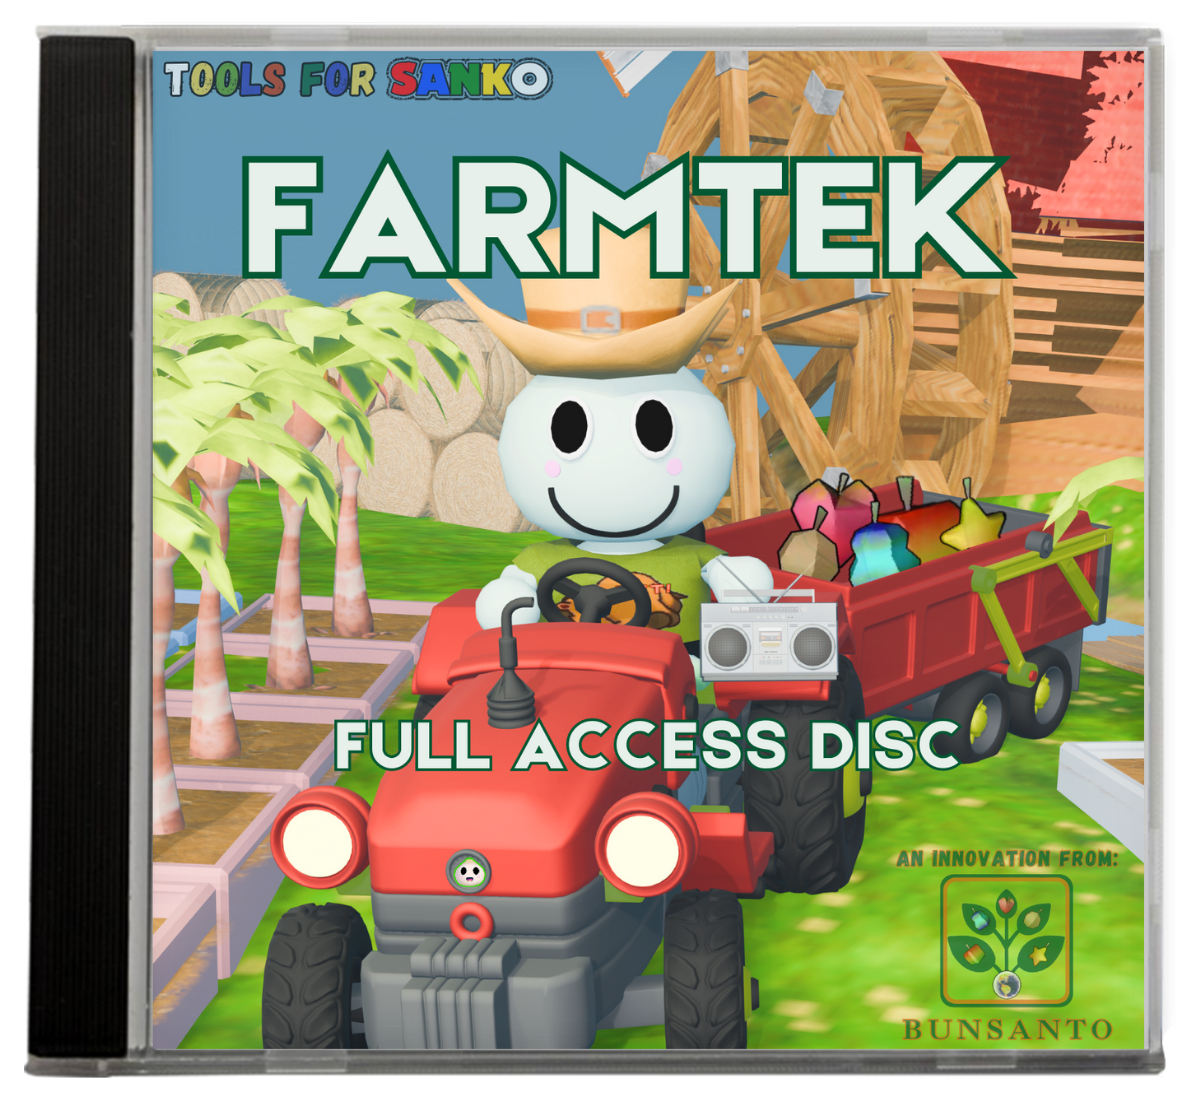 TOOLS FOR SANKO
FARMTEK
FULL ACCESS DISC
AN INNOVATION FROM:
BUNSANTO